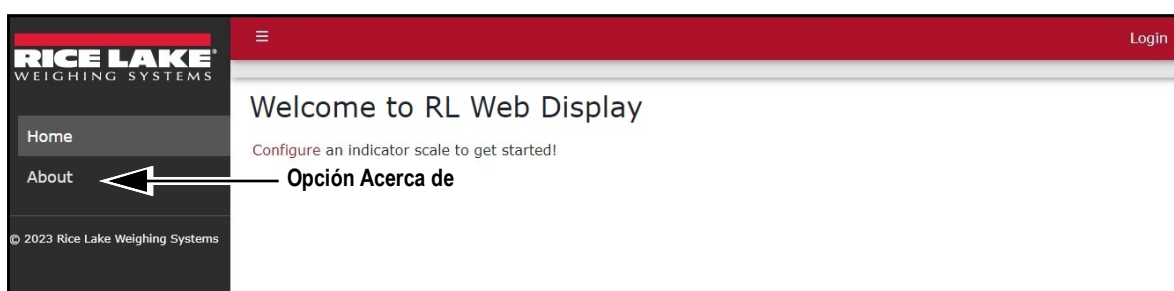 RICE LAKE®
WEIGHING SYSTEMS
Home
About
© 2023 Rice Lake Weighing Systems
☰
Login
Welcome to RL Web Display
Configure an indicator scale to get started!
Opción Acerca de